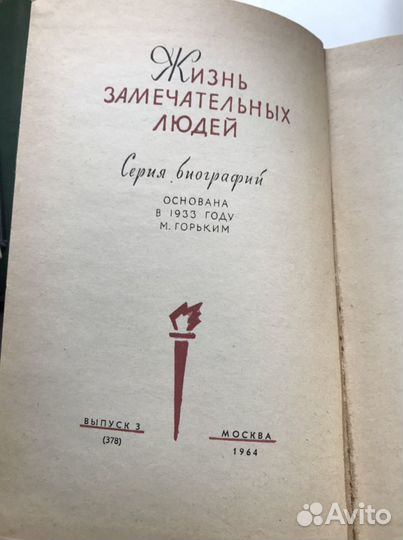 Жизнь
ЗАМЕЧАТЕЛЬНЫХ
ЛЮДЕЙ
Серия биографий
ОСНОВАНА
В 1933 ГОДУ
М. ГОРЬКИМ
ВЫПУСК 3
(378)
МОСКВА
1964
Avito